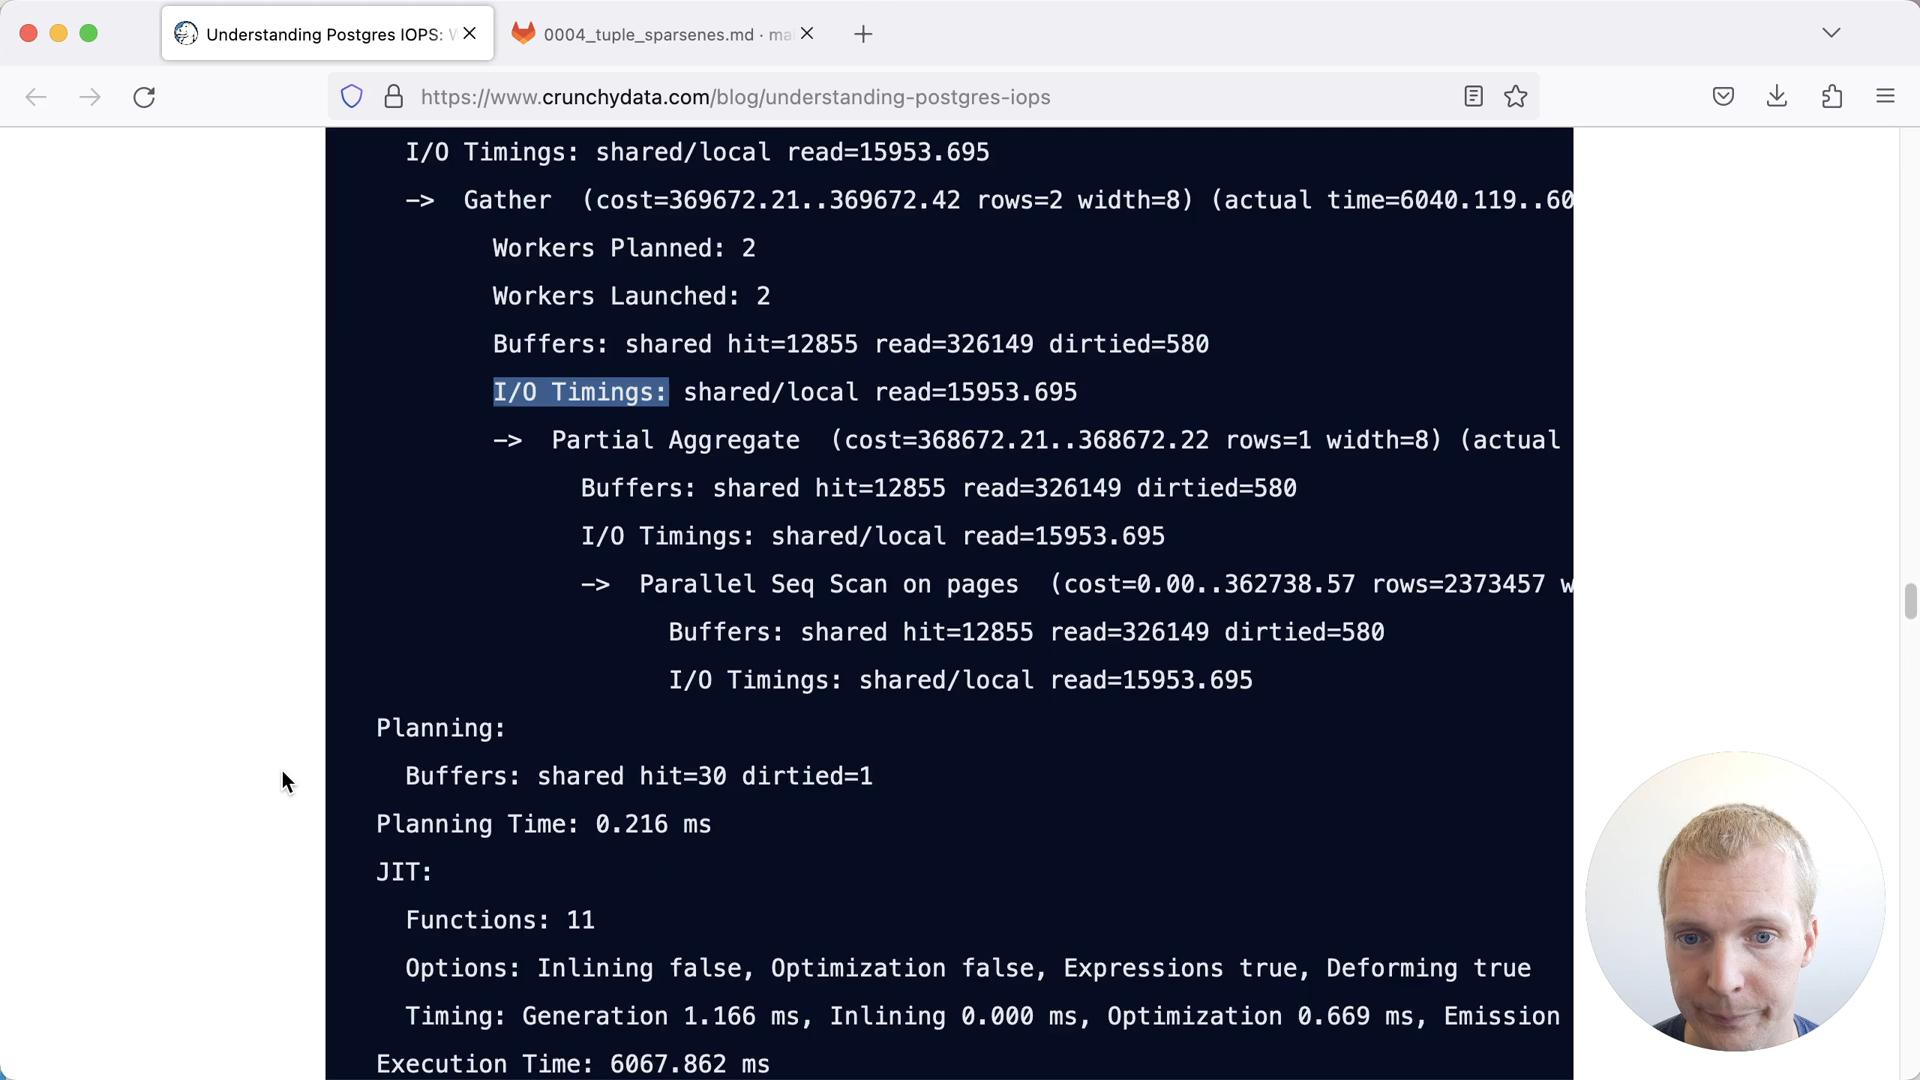 Understanding Postgres IOPS: W
0004_tuple_sparsenes.md · ma
https://www.crunchydata.com/blog/understanding-postgres-iops
I/O Timings: shared/local read=15953.695
->  Gather  (cost=369672.21..369672.42 rows=2 width=8) (actual time=6040.119..60
Workers Planned: 2
Workers Launched: 2
Buffers: shared hit=12855 read=326149 dirtied=580
I/O Timings: shared/local read=15953.695
->  Partial Aggregate  (cost=368672.21..368672.22 rows=1 width=8) (actual
Buffers: shared hit=12855 read=326149 dirtied=580
I/O Timings: shared/local read=15953.695
->  Parallel Seq Scan on pages  (cost=0.00..362738.57 rows=2373457 w
Buffers: shared hit=12855 read=326149 dirtied=580
I/O Timings: shared/local read=15953.695
Planning:
Buffers: shared hit=30 dirtied=1
Planning Time: 0.216 ms
JIT:
Functions: 11
Options: Inlining false, Optimization false, Expressions true, Deforming true
Timing: Generation 1.166 ms, Inlining 0.000 ms, Optimization 0.669 ms, Emission
Execution Time: 6067.862 ms